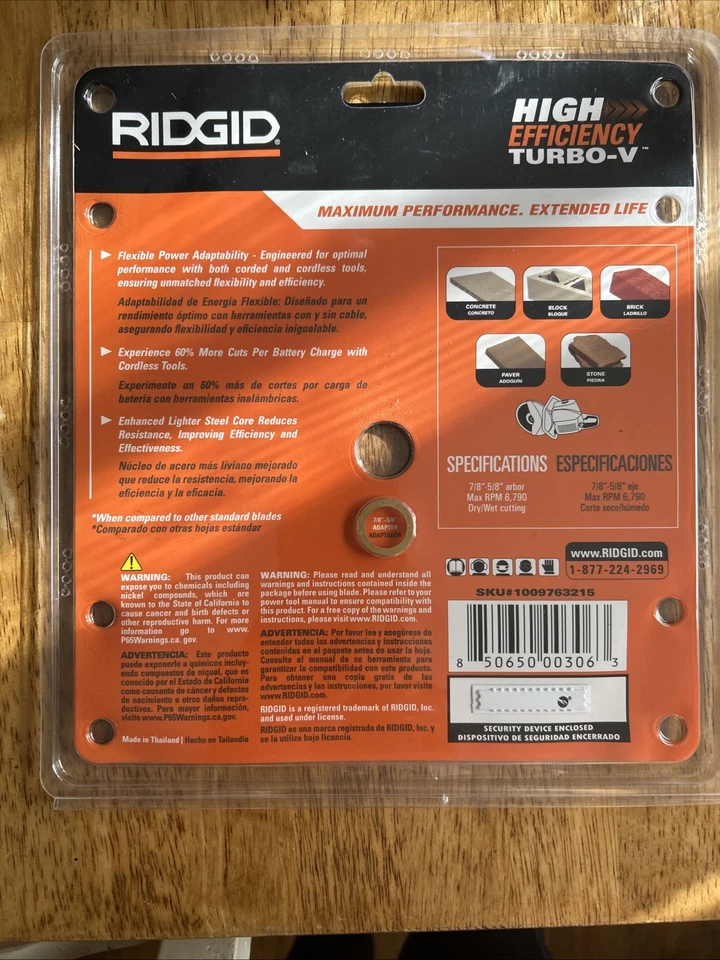 RIDGID®
HIGH
EFFICIENCY
TURBO-V™
MAXIMUM PERFORMANCE. EXTENDED LIFE
Flexible Power Adaptability - Engineered for optimal
performance with both corded and cordless tools,
ensuring unmatched flexibility and efficiency.
Adaptabilidad de Energía Flexible: Diseñado para un
rendimiento óptimo con herramientas con y sin cable,
asegurando flexibilidad y eficiencia inigualable.
Experience 60% More Cuts Per Battery Charge with
Cordless Tools.
Experimente un 60% más de cortes por carga de
batería con herramientas inalámbricas.
Enhanced Lighter Steel Core Reduces
Resistance, Improving Efficiency and
Effectiveness.
Núcleo de acero más liviano mejorado
que reduce la resistencia, mejorando la
eficiencia y la eficacia.
*When compared to other standard blades
*Comparado con otras hojas estándar
CONCRETE
CONCRETO
BLOCK
BLOQUE
BRICK
LADRILLO
PAVER
ADOQUÍN
STONE
PIEDRA
SPECIFICATIONS
7/8"-5/8" arbor
Max RPM 6,790
Dry/Wet cutting
ESPECIFICACIONES
7/8"-5/8" eje
Max RPM 6,790
Corte seco/húmedo
7/8"-5/8"
ADAPTER
ADAPTADOR
WARNING: This product can
expose you to chemicals including
nickel compounds, which are
known to the State of California to
cause cancer and birth defects or
other reproductive harm. For more
information go to www.
P65Warnings.ca. gov.
ADVERTENCIA: Este producto
puede exponerlo a químicos incluy-
endo compuestos de níquel, que es
conocido por el Estado de California
como causante de cáncer y defectos
de nacimiento u otros daños repro-
ductivos. Para mayor información,
visite www.P65Warnings.ca.gov.
Made in Thailand | Hecho en Tailandia
WARNING: Please read and understand all
warnings and instructions contained inside the
package before using blade. Please refer to your
power tool manual to ensure compatibility with
this product. For a free copy of the warnings and
instructions, please visit www.RIDGID.com.
ADVERTENCIA: Por favor lea y asegúrese de
entender todas las advertencias y instrucciones
contenidas en el paquete antes de usar la hoja.
Consulte el manual de su herramienta para
garantizar la compatibilidad con este producto.
Para obtener una copia gratis de las
advertencias y las instrucciones, por favor visite
www.RIDGID.com.
RIDGID is a registered trademark of RIDGID, Inc.
and used under license.
RIDGID es una marca registrada de RIDGID, Inc. y
se la utiliza bajo licencia.
www.RIDGID.com
1-877-224-2969
SKU#1009763215
8 50650 00306 3
SECURITY DEVICE ENCLOSED
DISPOSITIVO DE SEGURIDAD ENCERRADO